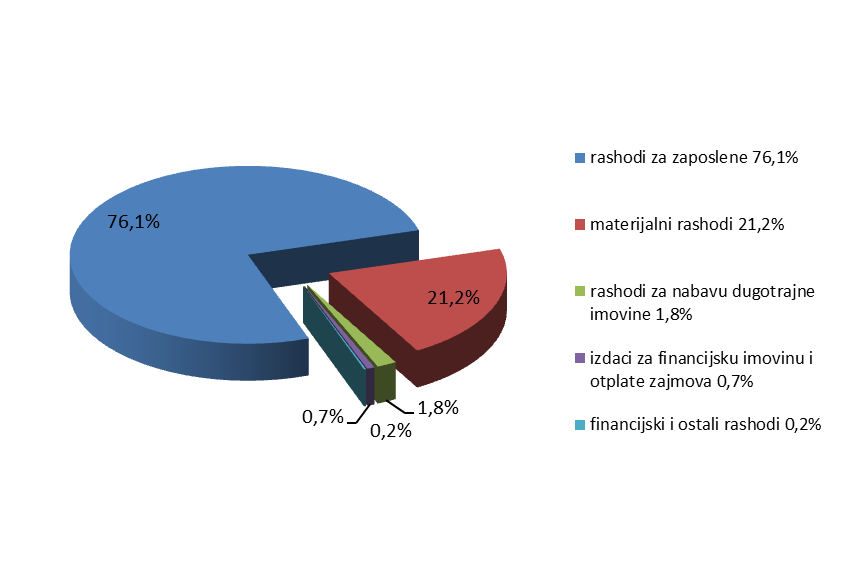 76,1%
21,2%
1,8%
0,7%
0,2%
rashodi za zaposlene 76,1%
materijalni rashodi 21,2%
rashodi za nabavu dugotrajne
imovine 1,8%
izdaci za financijsku imovinu i
otplate zajmova 0,7%
financijski i ostali rashodi 0,2%